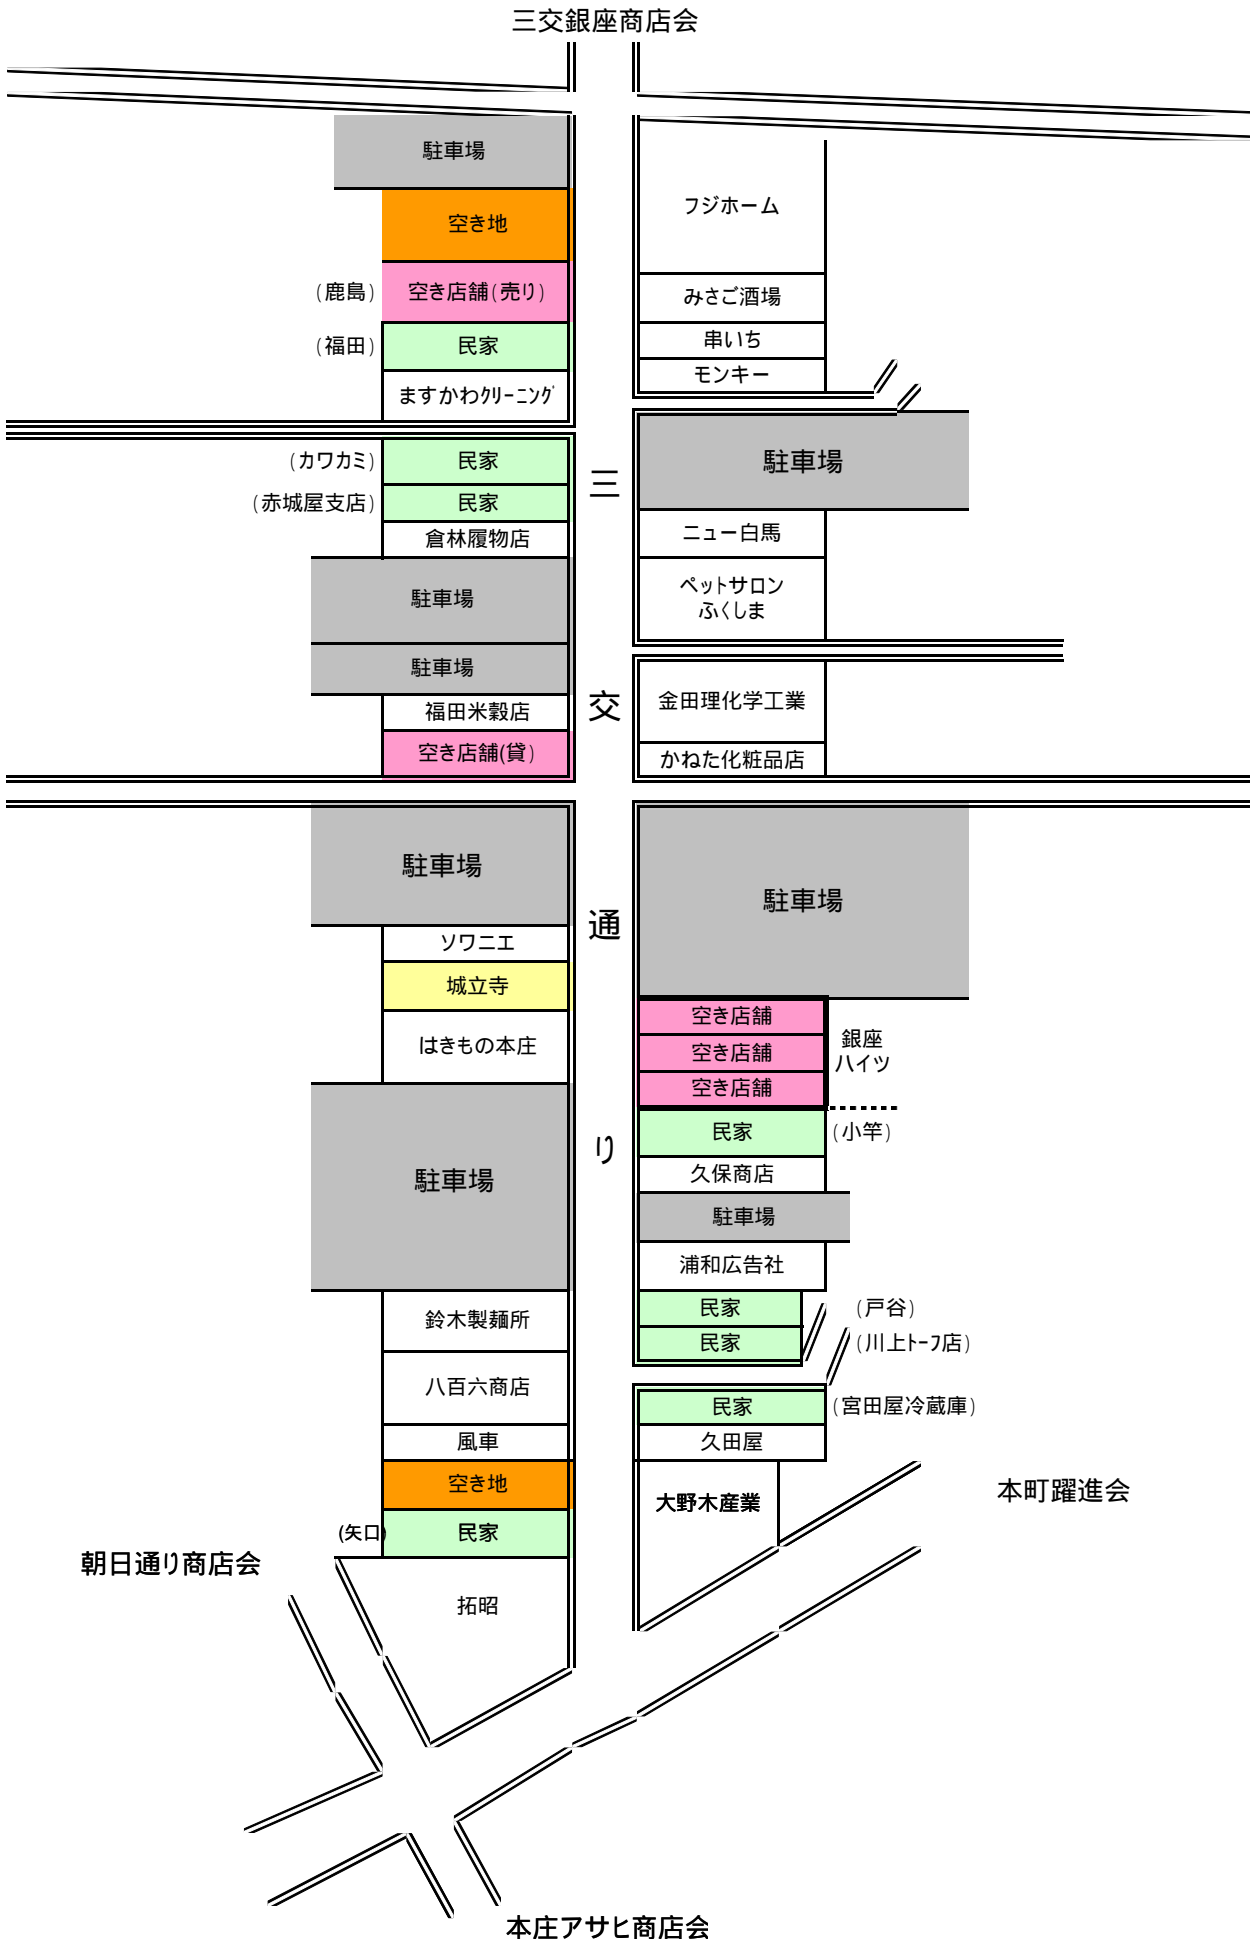 三交銀座商店会
駐車場
空き地
(鹿島)
空き店舗(売り)
(福田)
民家
ますかわクリーニング
フジホーム
みさご酒場
串いち
モンキー
(カワカミ)
民家
(赤城屋支店)
民家
倉林履物店
駐車場
駐車場
福田米穀店
空き店舗(貸)
三
交
通
り
駐車場
ニュー白馬
ペットサロン
ふくしま
金田理化学工業
かねた化粧品店
駐車場
ソワニエ
城立寺
はきもの本庄
駐車場
鈴木製麺所
八百六商店
風車
空き地
(矢口)
民家
拓昭
駐車場
空き店舗
空き店舗
空き店舗
銀座
ハイツ
民家
(小竿)
久保商店
駐車場
浦和広告社
民家
(戸谷)
民家
(川上トーフ店)
民家
(宮田屋冷蔵庫)
久田屋
大野木産業
本町躍進会
朝日通り商店会
本庄アサヒ商店会